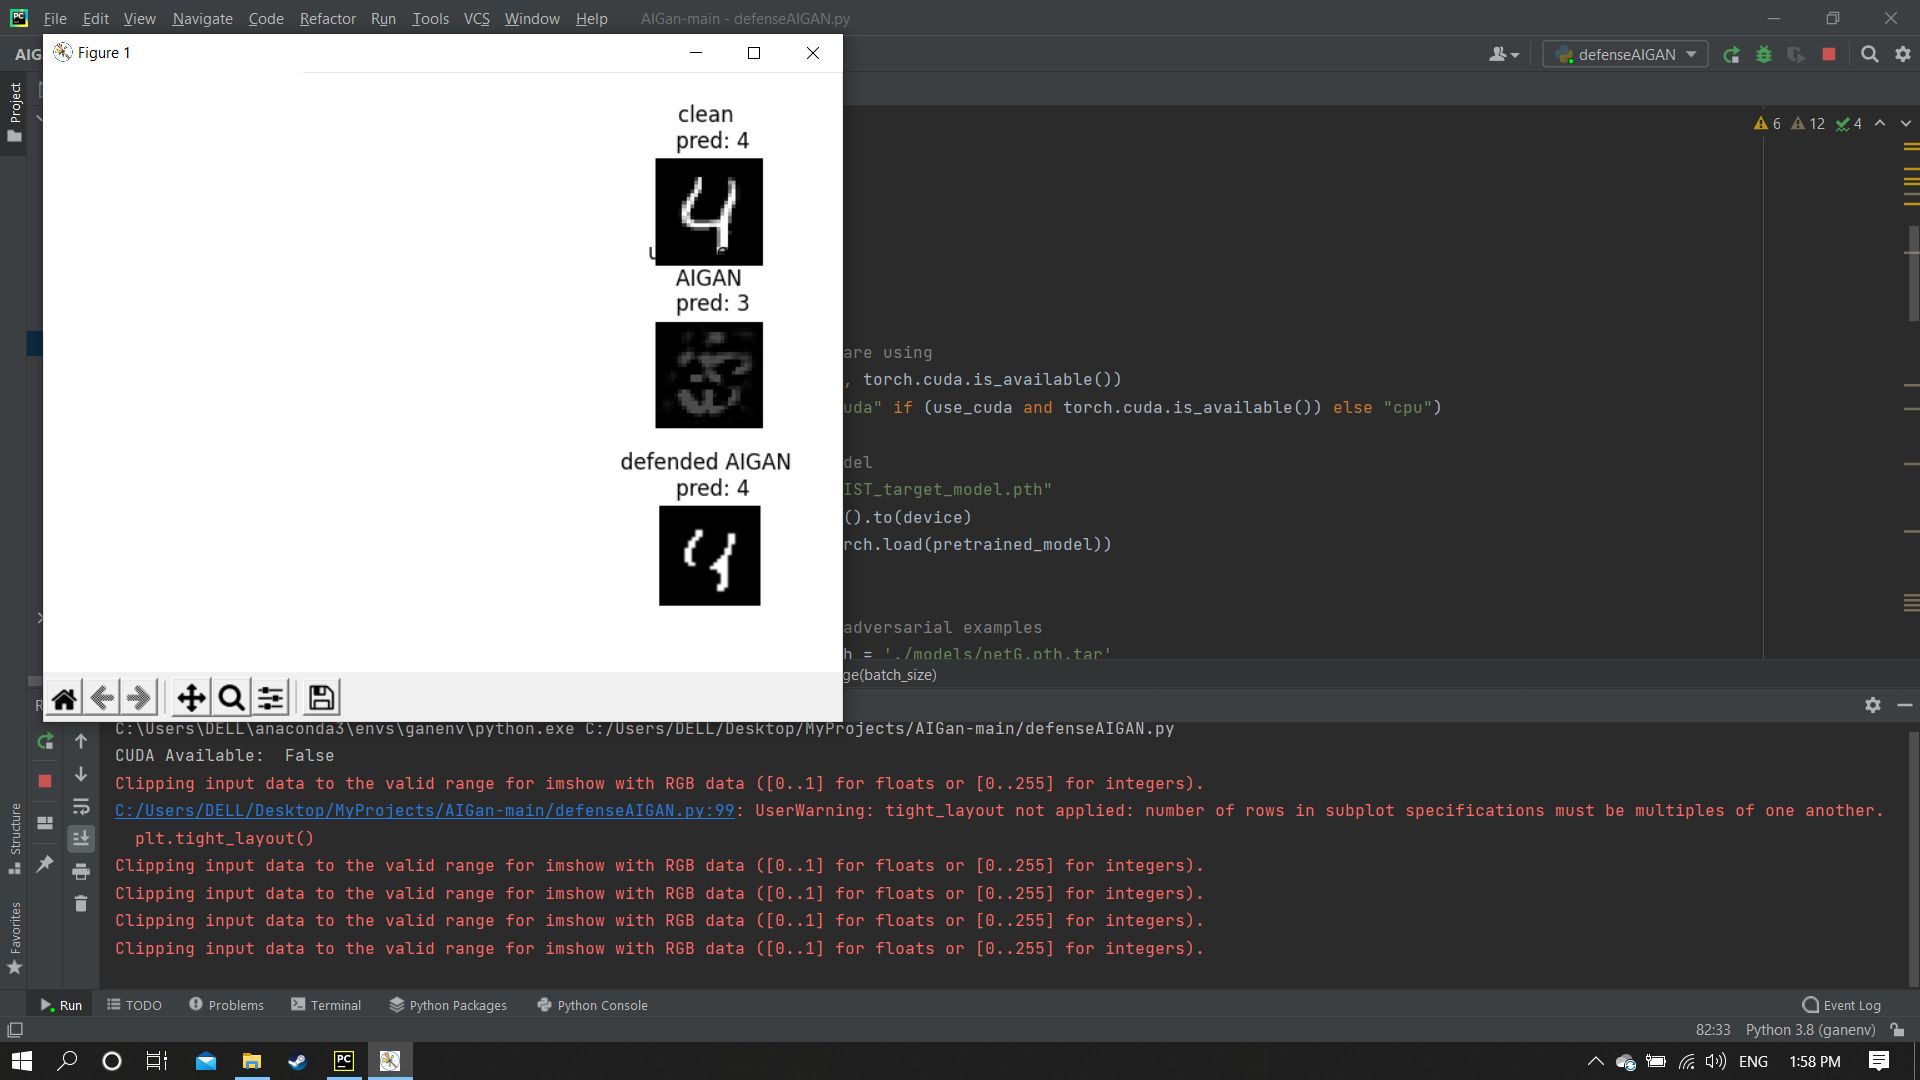 File Edit View Navigate Code Refactor Run Tools VCS Window Help AIGan-main - defenseAIGAN.py
AIG
defenseAIGAN
Figure 1
Project
6 12 4
clean
pred: 4
AIGAN
pred: 3
defended AIGAN
pred: 4
are using
, torch.cuda.is_available())
uda" if (use_cuda and torch.cuda.is_available()) else "cpu")
del
IST_target_model.pth"
().to(device)
rch.load(pretrained_model))
adversarial examples
h = './models/netG.pth.tar'
ge(batch_size)
R
C:\Users\DELL\anaconda3\envs\ganenv\python.exe C:/Users/DELL/Desktop/MyProjects/AIGan-main/defenseAIGAN.py
CUDA Available:  False
Clipping input data to the valid range for imshow with RGB data ([0..1] for floats or [0..255] for integers).
C:/Users/DELL/Desktop/MyProjects/AIGan-main/defenseAIGAN.py:99: UserWarning: tight_layout not applied: number of rows in subplot specifications must be multiples of one another.
plt.tight_layout()
Clipping input data to the valid range for imshow with RGB data ([0..1] for floats or [0..255] for integers).
Clipping input data to the valid range for imshow with RGB data ([0..1] for floats or [0..255] for integers).
Clipping input data to the valid range for imshow with RGB data ([0..1] for floats or [0..255] for integers).
Clipping input data to the valid range for imshow with RGB data ([0..1] for floats or [0..255] for integers).
Structure
Favorites
Run TODO Problems Terminal Python Packages Python Console Event Log
82:33 Python 3.8 (ganenv)
ENG 1:58 PM